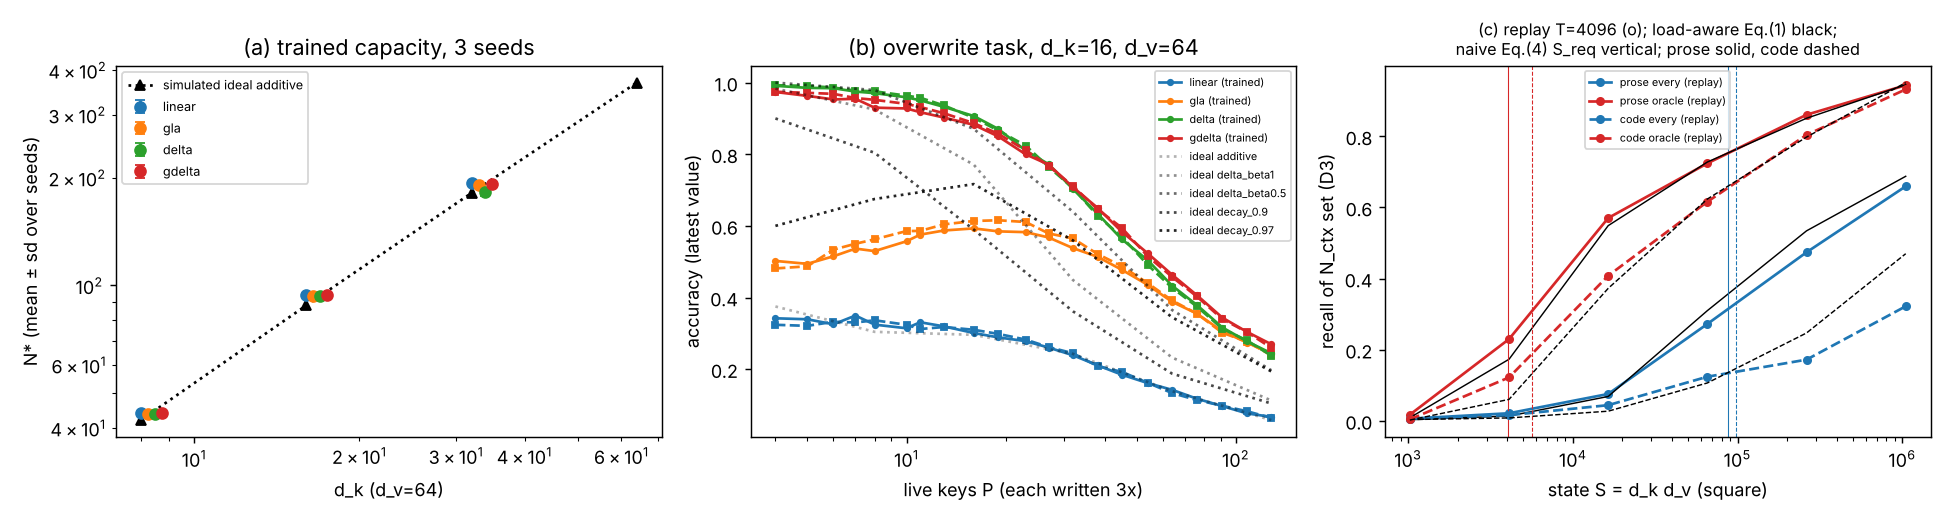 (a) trained capacity, 3 seeds
N* (mean ± sd over seeds)
4 × 10²
3 × 10²
2 × 10²
10²
6 × 10¹
4 × 10¹
simulated ideal additive
linear
gla
delta
gdelta
10¹
2 × 10¹
3 × 10¹
4 × 10¹
6 × 10¹
d_k (d_v=64)
(b) overwrite task, d_k=16, d_v=64
accuracy (latest value)
1.0
0.8
0.6
0.4
0.2
linear (trained)
gla (trained)
delta (trained)
gdelta (trained)
ideal additive
ideal delta_beta1
ideal delta_beta0.5
ideal decay_0.9
ideal decay_0.97
10¹
10²
live keys P (each written 3x)
(c) replay T=4096 (o); load-aware Eq.(1) black;
naive Eq.(4) S_req vertical; prose solid, code dashed
recall of N_ctx set (D3)
0.8
0.6
0.4
0.2
0.0
prose every (replay)
prose oracle (replay)
code every (replay)
code oracle (replay)
10³
10⁴
10⁵
10⁶
state S = d_k d_v (square)